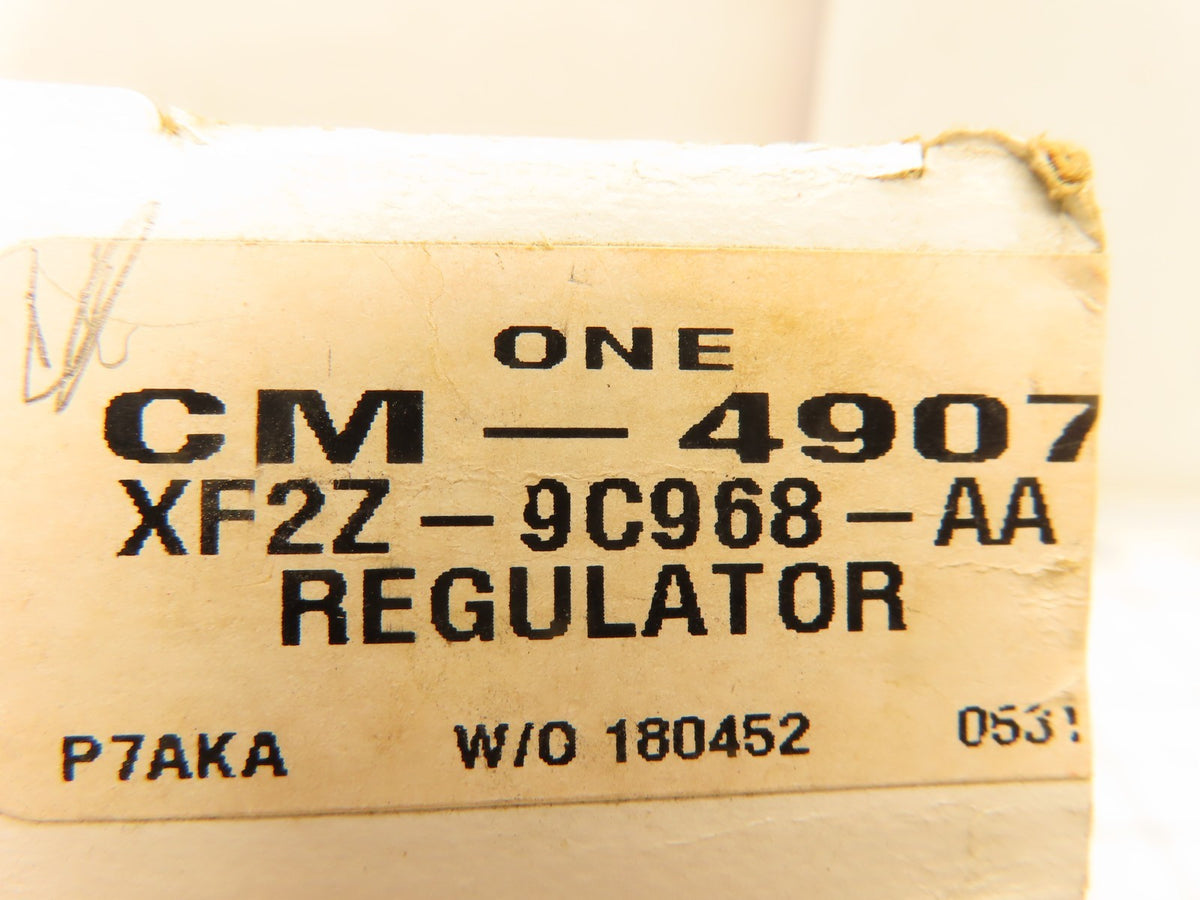 ONE
CM — 4907
XF2Z — 9C968 — AA
REGULATOR
P7AKA W/O 180452